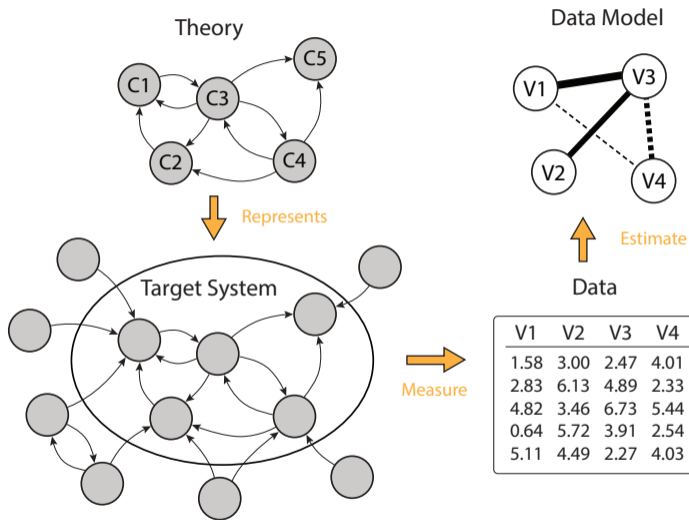 Theory
C1
C3
C5
C2
C4
Represents
Target System
Measure
Data Model
V1
V3
V2
V4
Estimate
Data
V1 V2 V3 V4
1.58 3.00 2.47 4.01
2.83 6.13 4.89 2.33
4.82 3.46 6.73 5.44
0.64 5.72 3.91 2.54
5.11 4.49 2.27 4.03